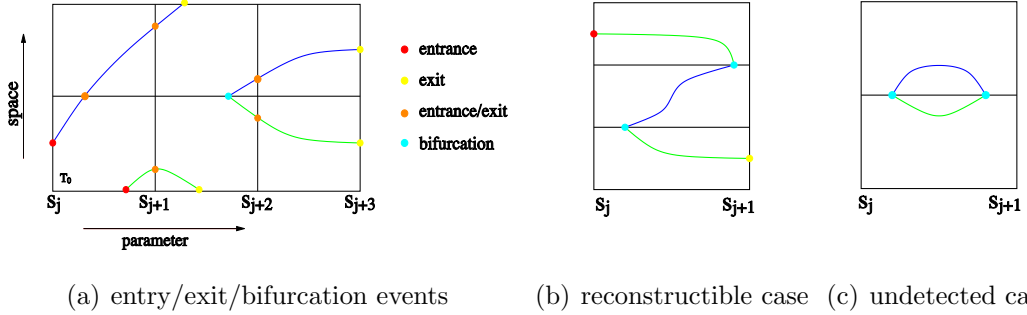 space
T0
Sj
Sj+1
Sj+2
Sj+3
parameter
entrance
exit
entrance/exit
bifurcation
Sj
Sj+1
Sj
Sj+1
(a) entry/exit/bifurcation events
(b) reconstructible case
(c) undetected ca